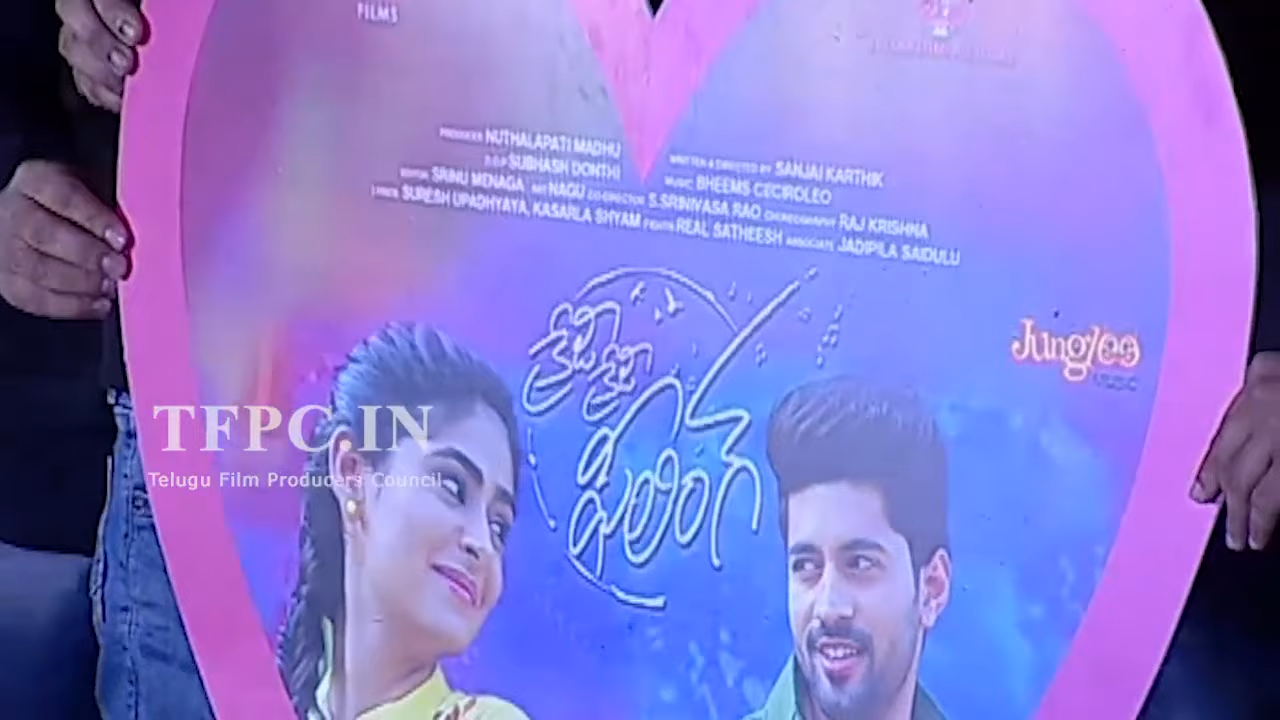 FILMS
PRODUCER NUTHALAPATI MADHU
WRITTEN & DIRECTED BY SANJAI KARTHIK
D.O.P SUBHASH DONTHI
MUSIC BHEEMS CECIROLEO
EDITOR SRINU MENAGA ART NAGU CO-DIRECTOR S.SRINIVASA RAO CHOREOGRAPHY RAJ KRISHNA
LYRICS SURESH UPADHYAYA, KASARLA SHYAM FIGHTS REAL SATHEESH ASSOCIATE JADIPILA SAIDULU
క్రేజీ
క్రేజీ
ఫీలింగ్
Junglee
MUSIC
TFPC.IN
Telugu Film Producers Council